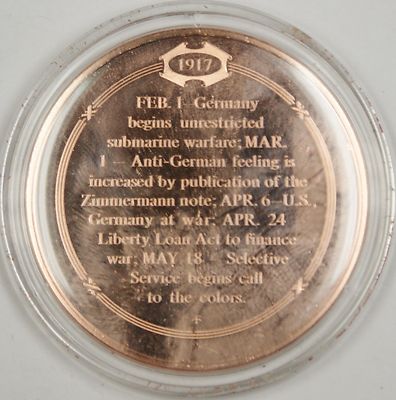 1917
FEB. 1–Germany
begins unrestricted
submarine warfare; MAR.
1 – Anti-German feeling is
increased by publication of the
Zimmermann note; APR. 6–U.S.,
Germany at war; APR. 24
Liberty Loan Act to finance
war; MAY 18 Selective
Service begins call
to the colors.